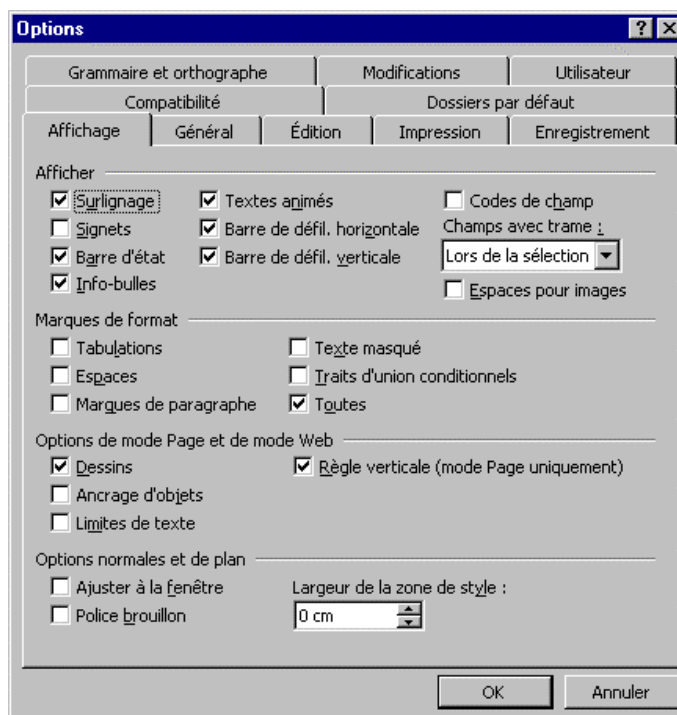 Options
Grammaire et orthographe Modifications Utilisateur
Compatibilité Dossiers par défaut
Affichage Général Édition Impression Enregistrement
Afficher
Surlignage Textes animés Codes de champ
Signets Barre de défil. horizontale Champs avec trame :
Barre d'état Barre de défil. verticale Lors de la sélection
Info-bulles Espaces pour images
Marques de format
Tabulations Texte masqué
Espaces Traits d'union conditionnels
Marques de paragraphe Toutes
Options de mode Page et de mode Web
Dessins Règle verticale (mode Page uniquement)
Ancrage d'objets
Limites de texte
Options normales et de plan
Ajuster à la fenêtre Largeur de la zone de style :
Police brouillon 0 cm
OK Annuler